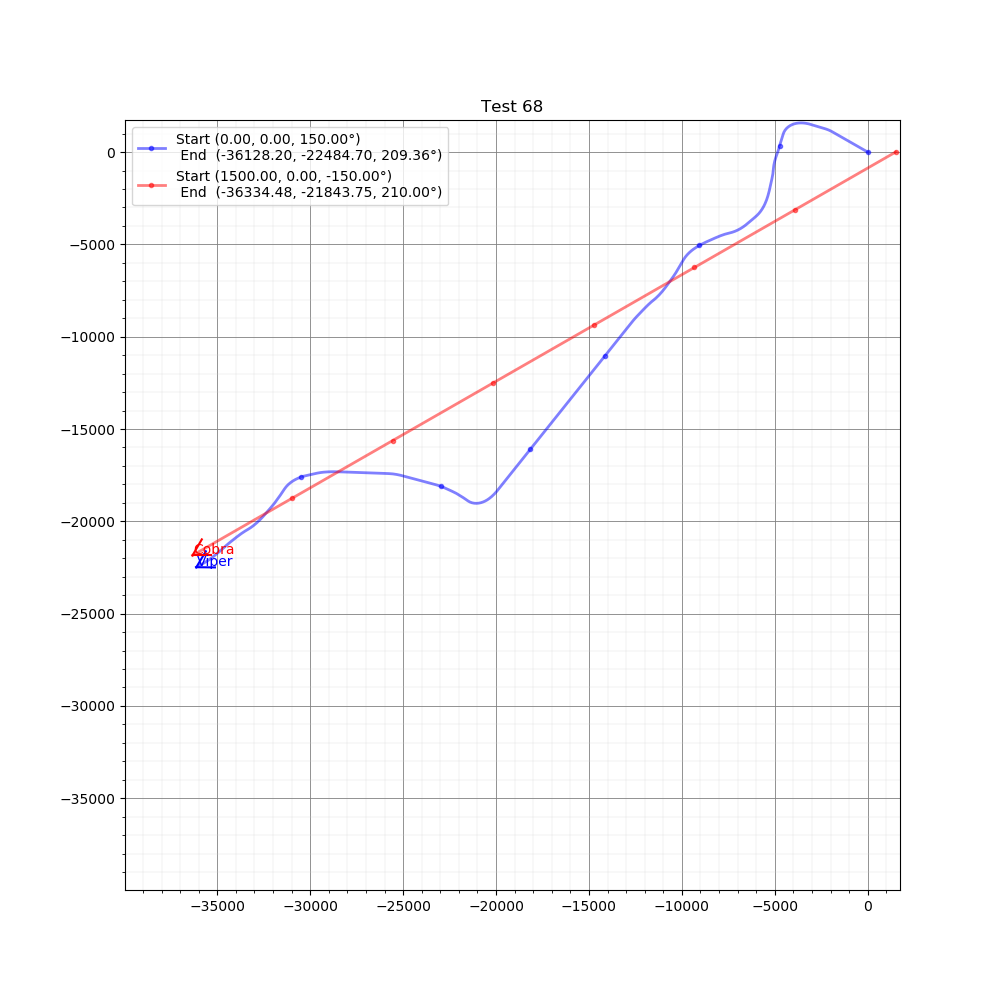 Test 68
Start (0.00, 0.00, 150.00°)
End  (-36128.20, -22484.70, 209.36°)
Start (1500.00, 0.00, -150.00°)
End  (-36334.48, -21843.75, 210.00°)
0
−5000
−10000
−15000
−20000
−25000
−30000
−35000
Cobra
Viper
−35000 −30000 −25000 −20000 −15000 −10000 −5000 0